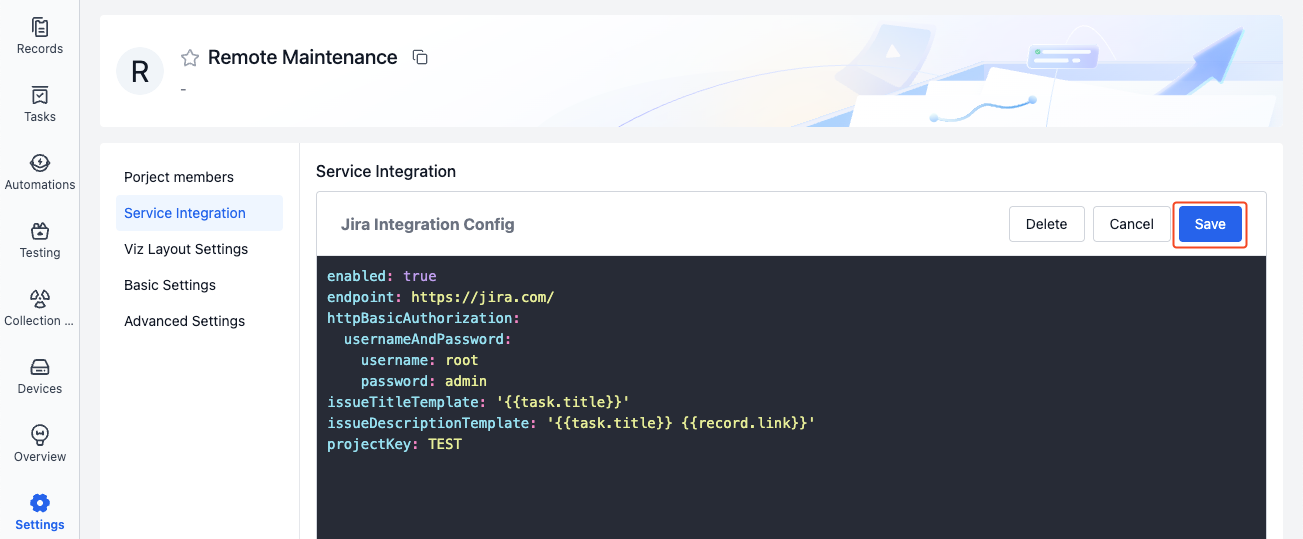 Records
Tasks
Automations
Testing
Collection ...
Devices
Overview
Settings
R
Remote Maintenance
-
Porject members
Service Integration
Viz Layout Settings
Basic Settings
Advanced Settings
Service Integration
Jira Integration Config
Delete
Cancel
Save
enabled: true
endpoint: https://jira.com/
httpBasicAuthorization:
  usernameAndPassword:
    username: root
    password: admin
issueTitleTemplate: '{{task.title}}'
issueDescriptionTemplate: '{{task.title}} {{record.link}}'
projectKey: TEST